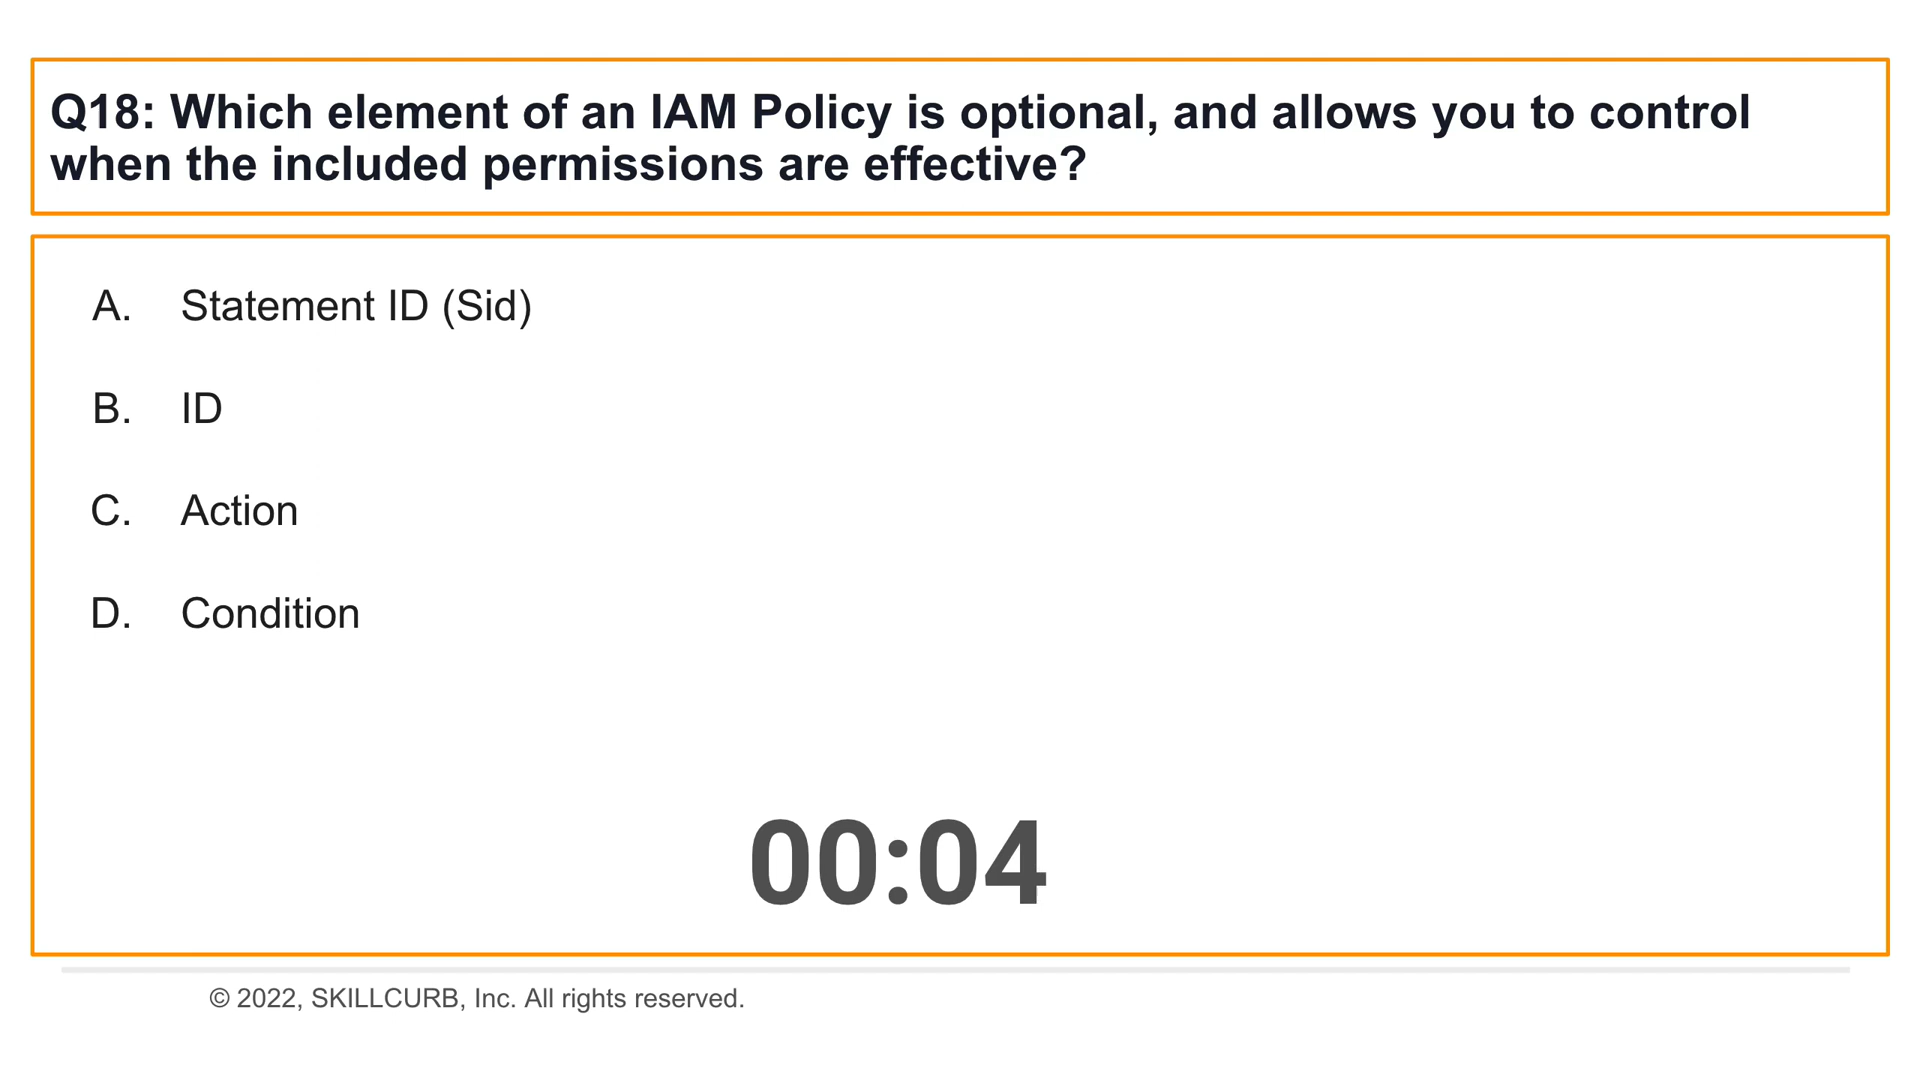 Q18: Which element of an IAM Policy is optional, and allows you to control
when the included permissions are effective?
A. Statement ID (Sid)
B. ID
C. Action
D. Condition
00:04
© 2022, SKILLCURB, Inc. All rights reserved.